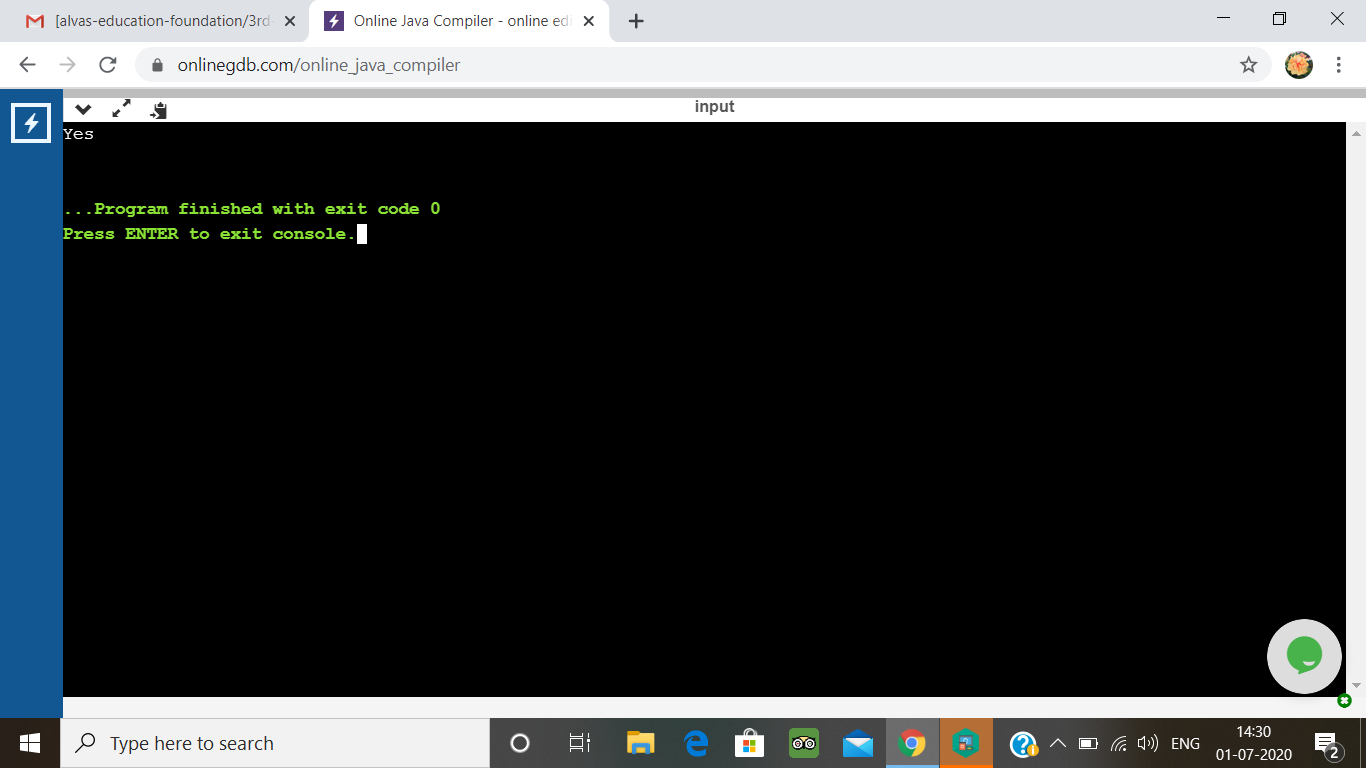 [alvas-education-foundation/3rd-
Online Java Compiler - online edi
onlinegdb.com/online_java_compiler
input
Yes
...Program finished with exit code 0
Press ENTER to exit console.
Type here to search
ENG
14:30
01-07-2020
2